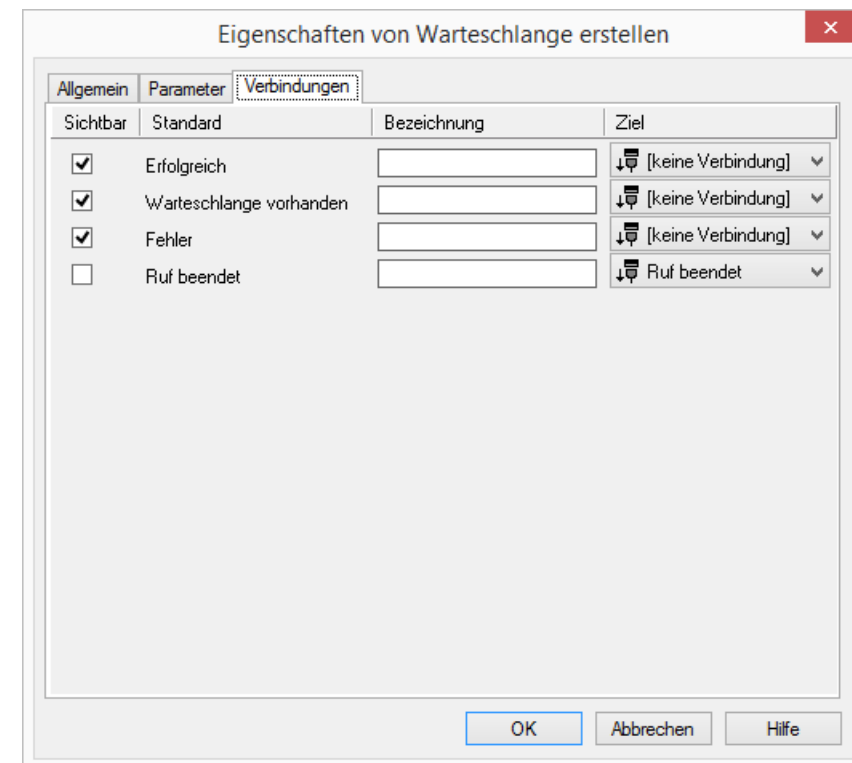 Eigenschaften von Warteschlange erstellen
Allgemein Parameter Verbindungen
Sichtbar Standard Bezeichnung Ziel
Erfolgreich [keine Verbindung]
Warteschlange vorhanden [keine Verbindung]
Fehler [keine Verbindung]
Ruf beendet Ruf beendet
OK Abbrechen Hilfe